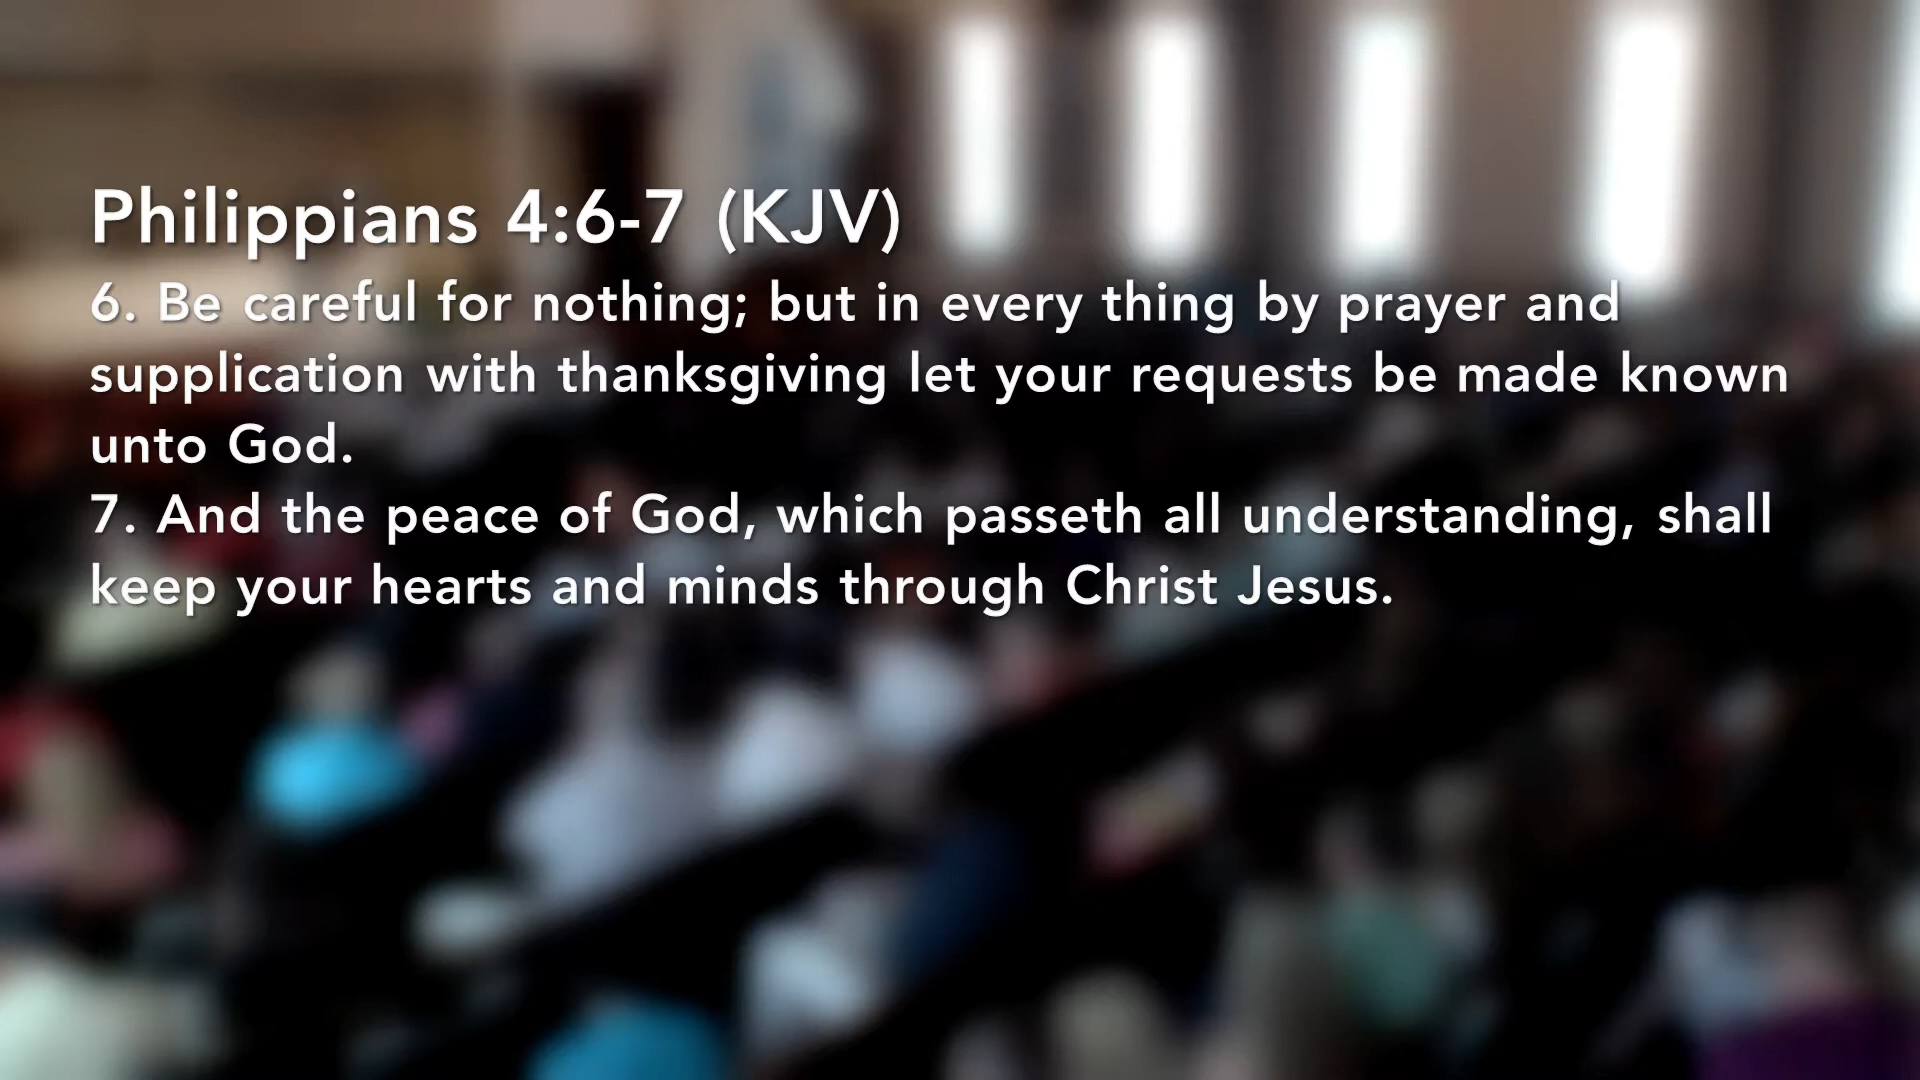 Philippians 4:6-7 (KJV)
6. Be careful for nothing; but in every thing by prayer and
supplication with thanksgiving let your requests be made known
unto God.
7. And the peace of God, which passeth all understanding, shall
keep your hearts and minds through Christ Jesus.